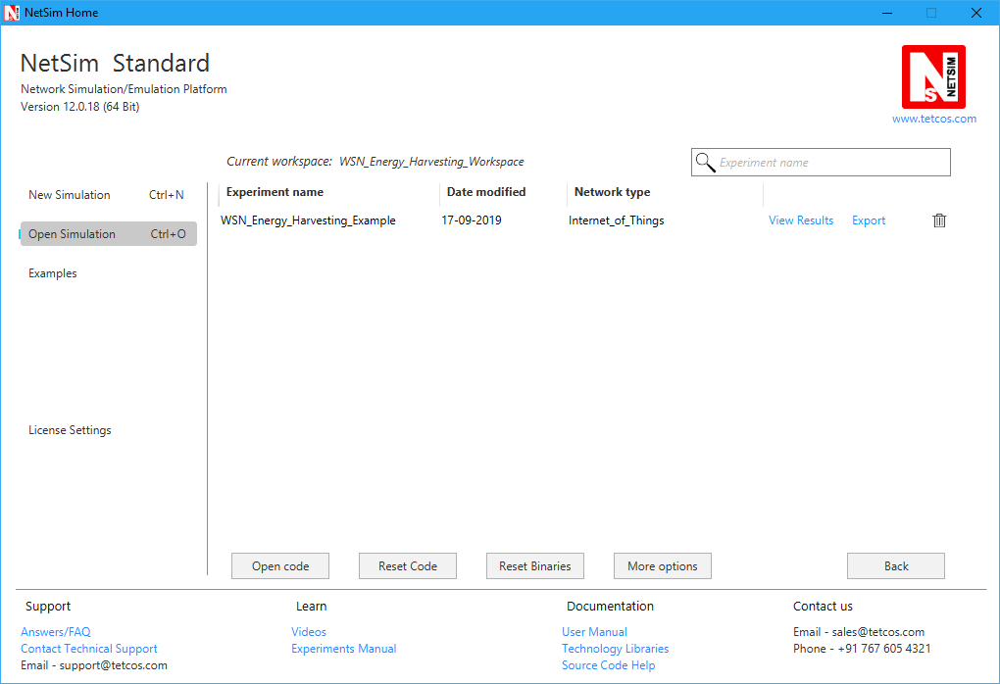 NetSim Home
NetSim Standard
Network Simulation/Emulation Platform
Version 12.0.18 (64 Bit)
NS NETSIM
www.tetcos.com
Current workspace: WSN_Energy_Harvesting_Workspace
Experiment name
New Simulation Ctrl+N
Open Simulation Ctrl+O
Examples
License Settings
Experiment name Date modified Network type
WSN_Energy_Harvesting_Example 17-09-2019 Internet_of_Things View Results Export
Open code Reset Code Reset Binaries More options Back
Support
Answers/FAQ
Contact Technical Support
Email - support@tetcos.com
Learn
Videos
Experiments Manual
Documentation
User Manual
Technology Libraries
Source Code Help
Contact us
Email - sales@tetcos.com
Phone - +91 767 605 4321